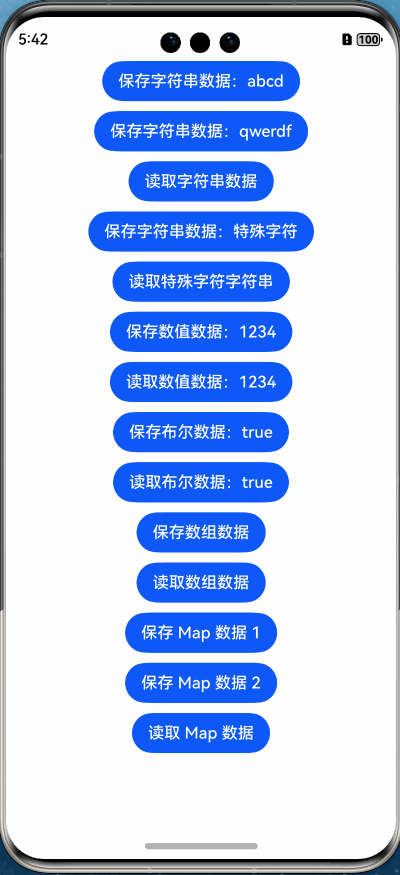 5:42
100
保存字符串数据：abcd
保存字符串数据：qwerdf
读取字符串数据
保存字符串数据：特殊字符
读取特殊字符字符串
保存数值数据：1234
读取数值数据：1234
保存布尔数据：true
读取布尔数据：true
保存数组数据
读取数组数据
保存 Map 数据 1
保存 Map 数据 2
读取 Map 数据